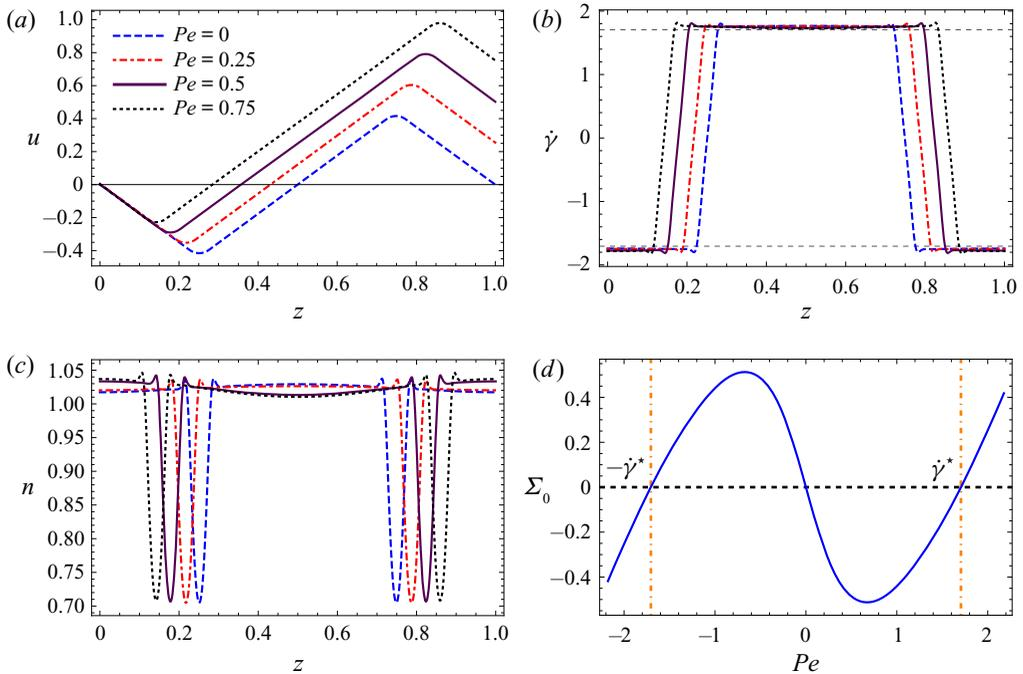 (a)
1.0
0.8
0.6
0.4
0.2
0
−0.2
−0.4
u
Pe = 0
Pe = 0.25
Pe = 0.5
Pe = 0.75
0 0.2 0.4 0.6 0.8 1.0
z
(b)
2
1
0
−1
−2
γ̇
0 0.2 0.4 0.6 0.8 1.0
z
(c)
1.05
1.00
0.95
0.90
0.85
0.80
0.75
0.70
n
0 0.2 0.4 0.6 0.8 1.0
z
(d)
0.4
0.2
0
−0.2
−0.4
Σ₀
−γ̇* γ̇*
−2 −1 0 1 2
Pe